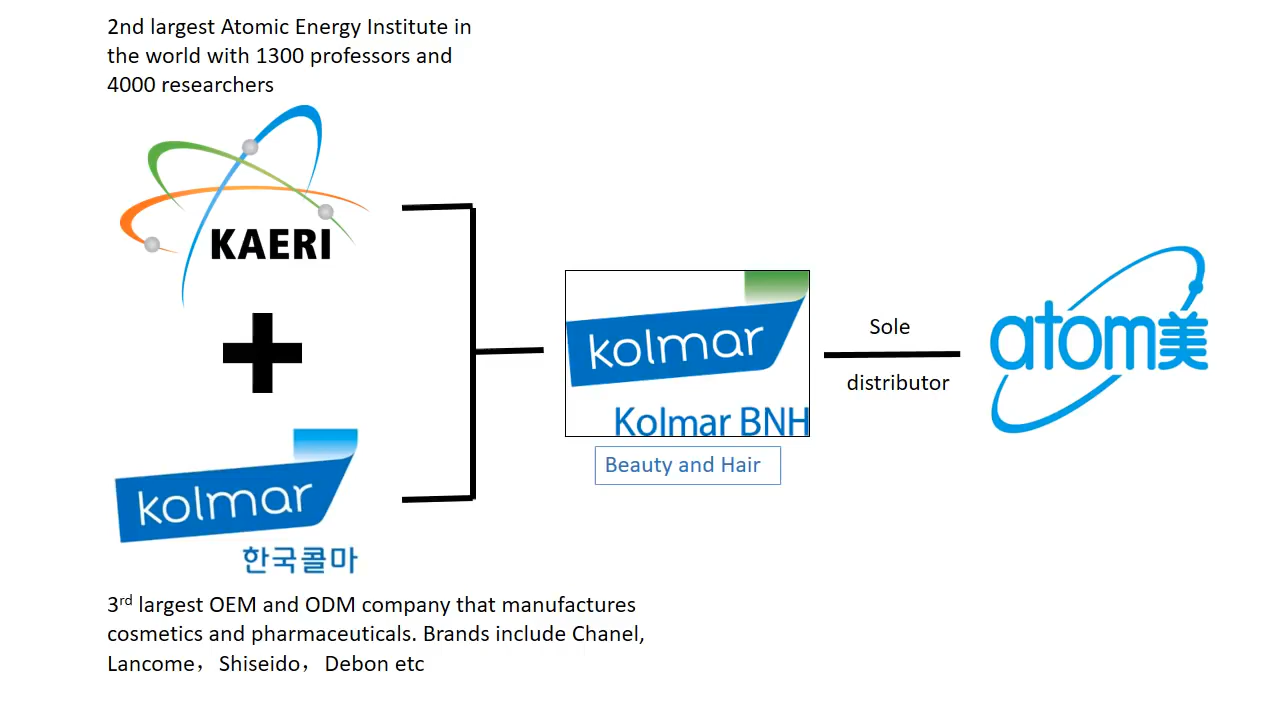 2nd largest Atomic Energy Institute in
the world with 1300 professors and
4000 researchers
KAERI
kolmar
한국콜마
3rd largest OEM and ODM company that manufactures
cosmetics and pharmaceuticals. Brands include Chanel,
Lancome，Shiseido，Debon etc
kolmar
Kolmar BNH
Beauty and Hair
Sole
distributor
atom美